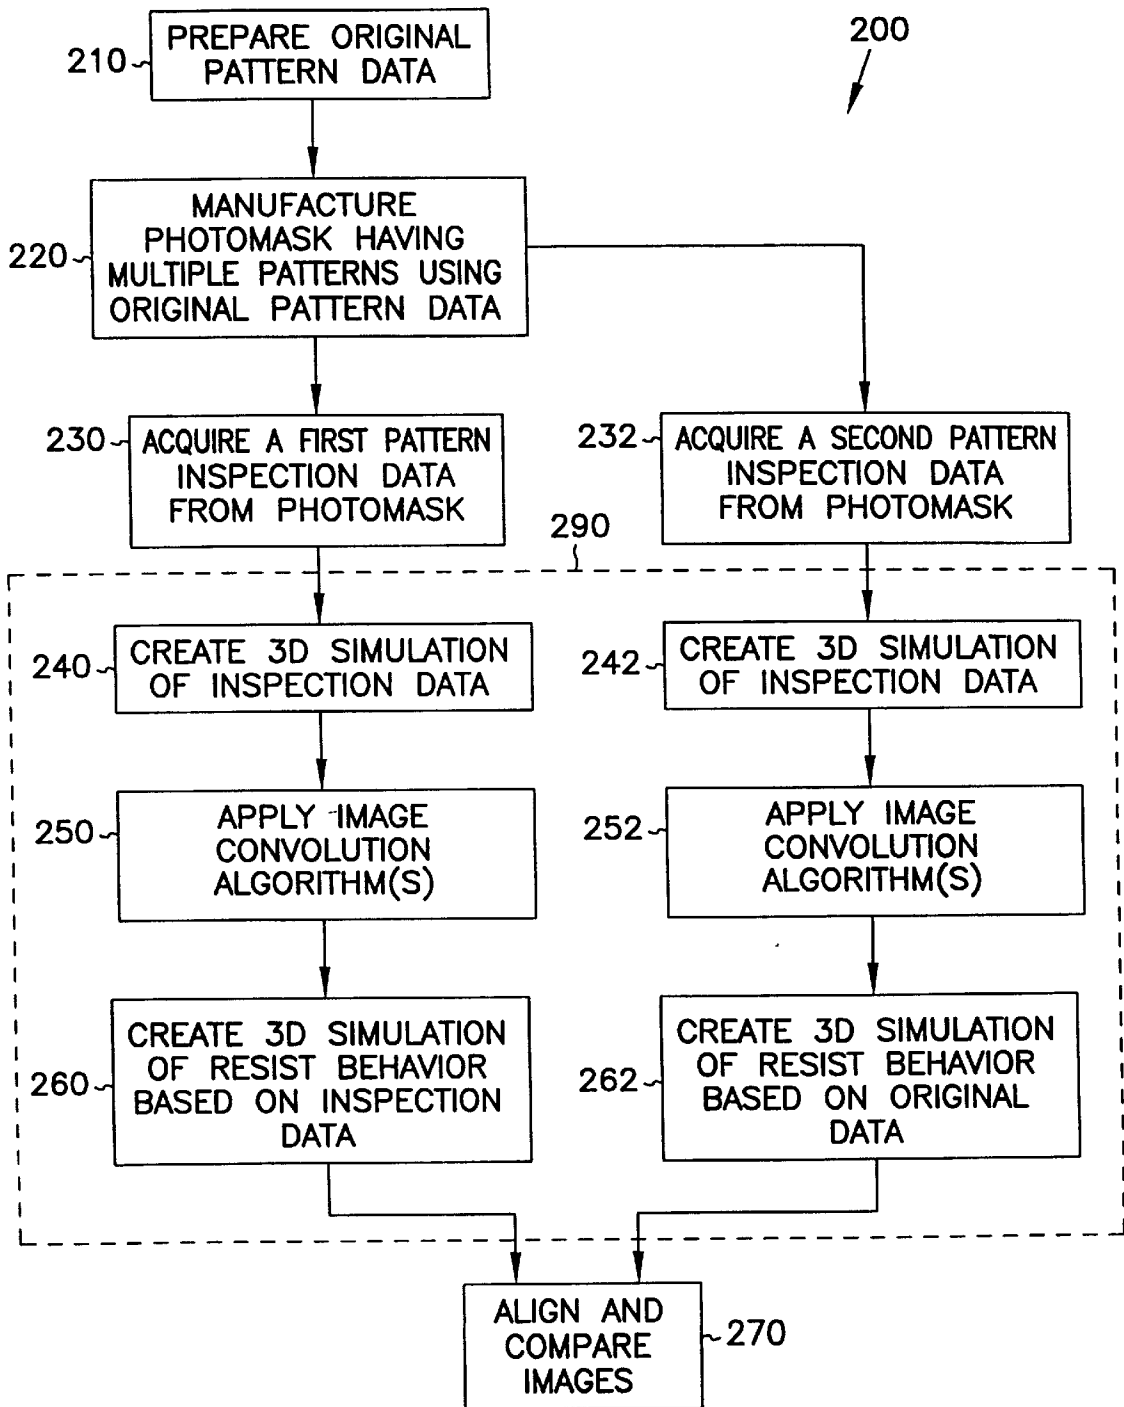 200
210
PREPARE ORIGINAL
PATTERN DATA
220
MANUFACTURE
PHOTOMASK HAVING
MULTIPLE PATTERNS USING
ORIGINAL PATTERN DATA
230
ACQUIRE A FIRST PATTERN
INSPECTION DATA
FROM PHOTOMASK
232
ACQUIRE A SECOND PATTERN
INSPECTION DATA
FROM PHOTOMASK
290
240
CREATE 3D SIMULATION
OF INSPECTION DATA
242
CREATE 3D SIMULATION
OF INSPECTION DATA
250
APPLY IMAGE
CONVOLUTION
ALGORITHM(S)
252
APPLY IMAGE
CONVOLUTION
ALGORITHM(S)
260
CREATE 3D SIMULATION
OF RESIST BEHAVIOR
BASED ON INSPECTION
DATA
262
CREATE 3D SIMULATION
OF RESIST BEHAVIOR
BASED ON ORIGINAL
DATA
ALIGN AND
COMPARE
IMAGES
270